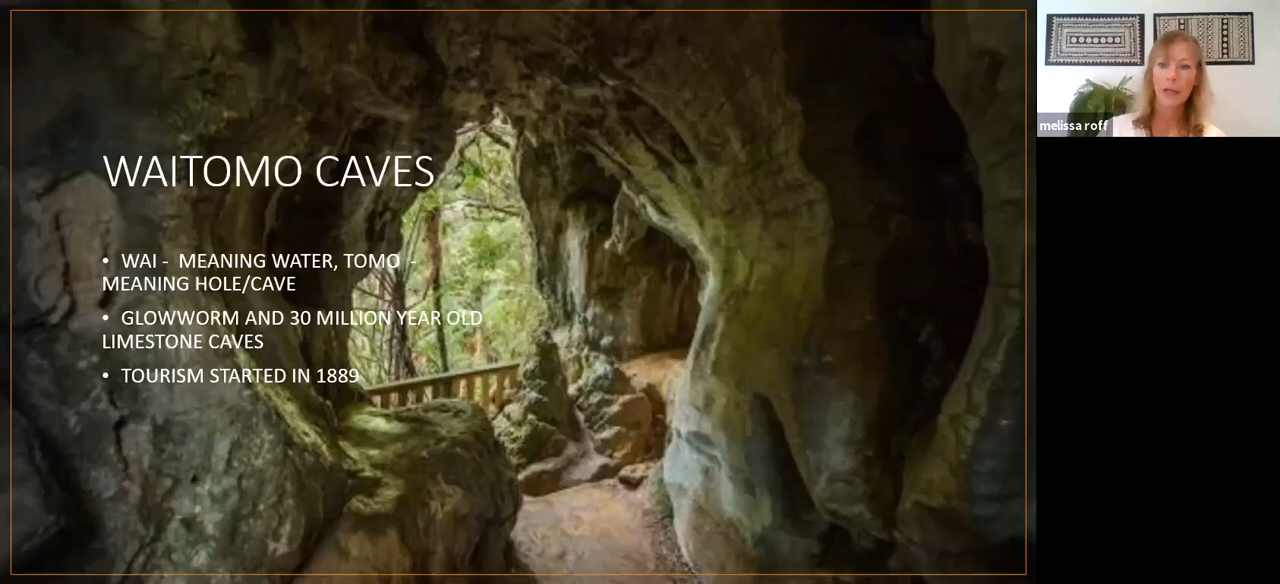 WAITOMO CAVES
• WAI - MEANING WATER, TOMO -
MEANING HOLE/CAVE
• GLOWWORM AND 30 MILLION YEAR OLD
LIMESTONE CAVES
• TOURISM STARTED IN 1889
melissa roff